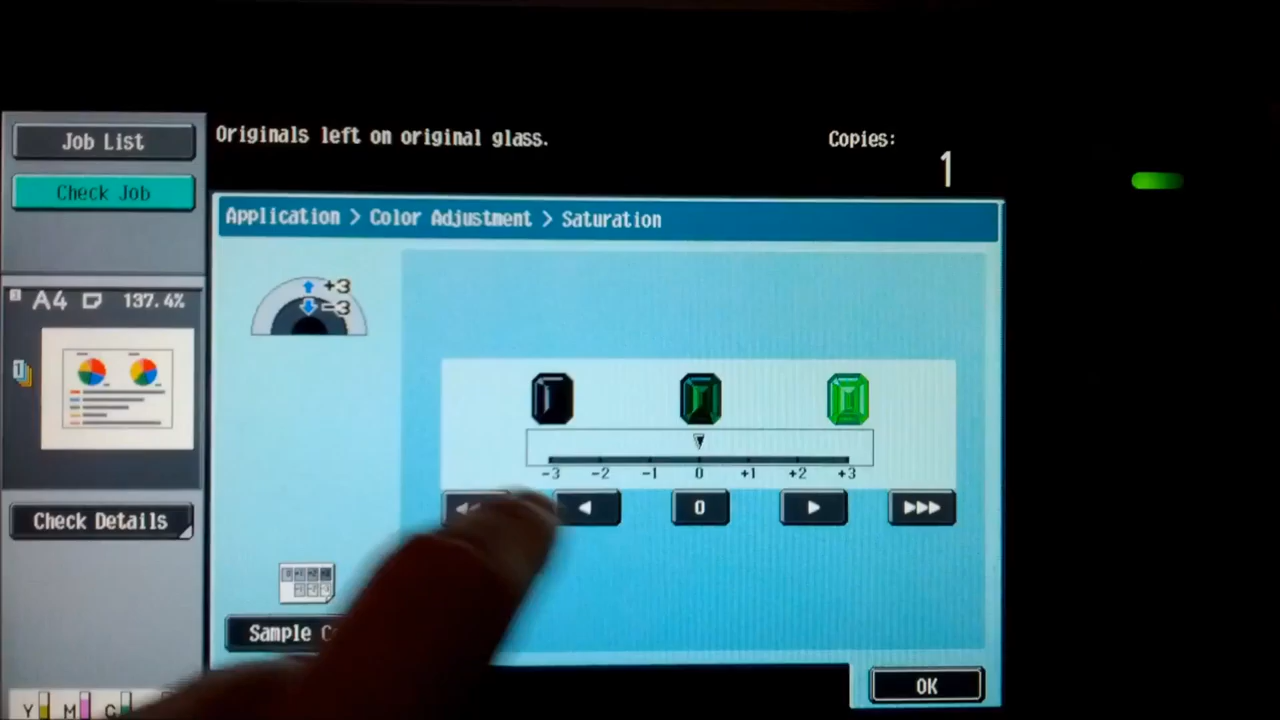 Job List
Check Job
Originals left on original glass.
Copies:
1
Application > Color Adjustment > Saturation
A4 137.4%
1
+3
-3
-3 -2 -1 0 +1 +2 +3
0
Check Details
Sample
OK
Y M C